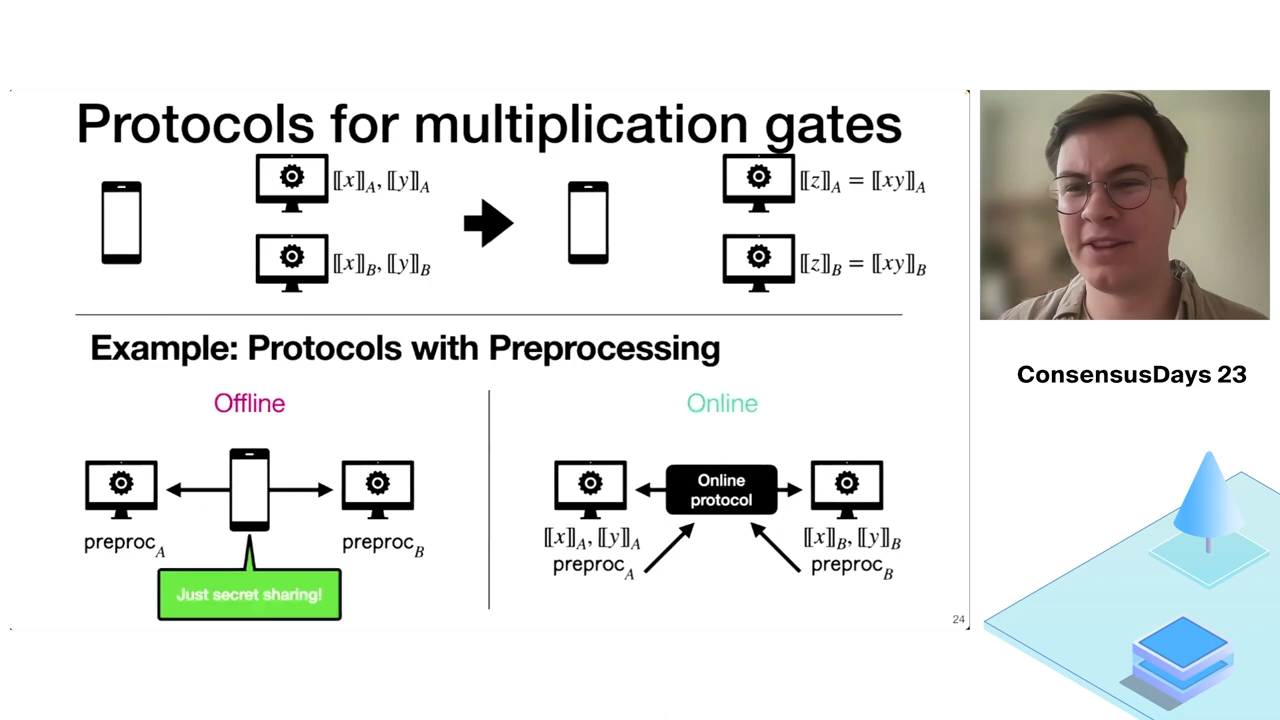 Protocols for multiplication gates
⟦x⟧A, ⟦y⟧A
⟦z⟧A = ⟦xy⟧A
⟦x⟧B, ⟦y⟧B
⟦z⟧B = ⟦xy⟧B
Example: Protocols with Preprocessing
Offline
Online
preprocA
preprocB
Just secret sharing!
Online
protocol
⟦x⟧A, ⟦y⟧A
preprocA
⟦x⟧B, ⟦y⟧B
preprocB
24
ConsensusDays 23